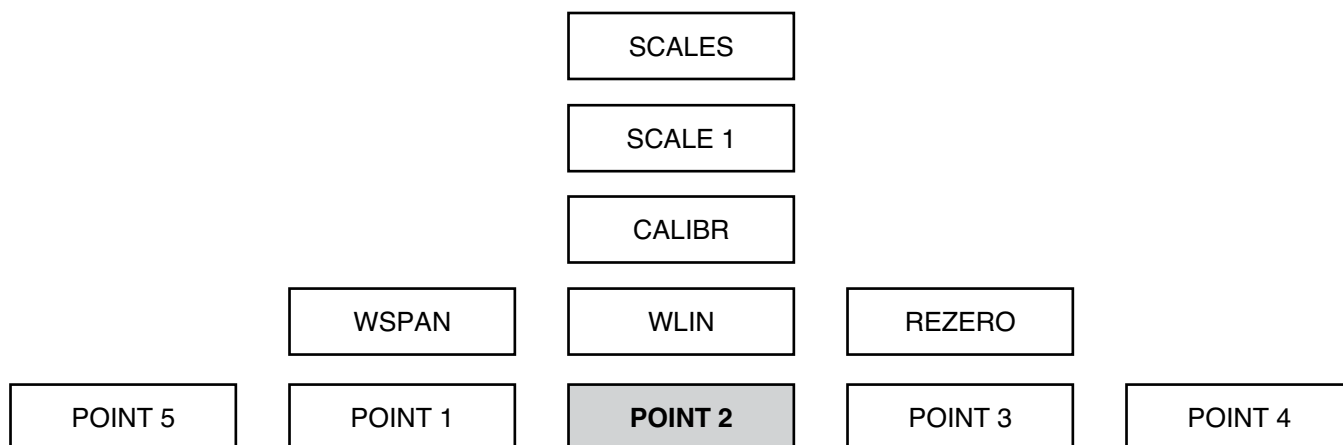 SCALES
SCALE 1
CALIBR
WSPAN WLIN REZERO
POINT 5 POINT 1 POINT 2 POINT 3 POINT 4